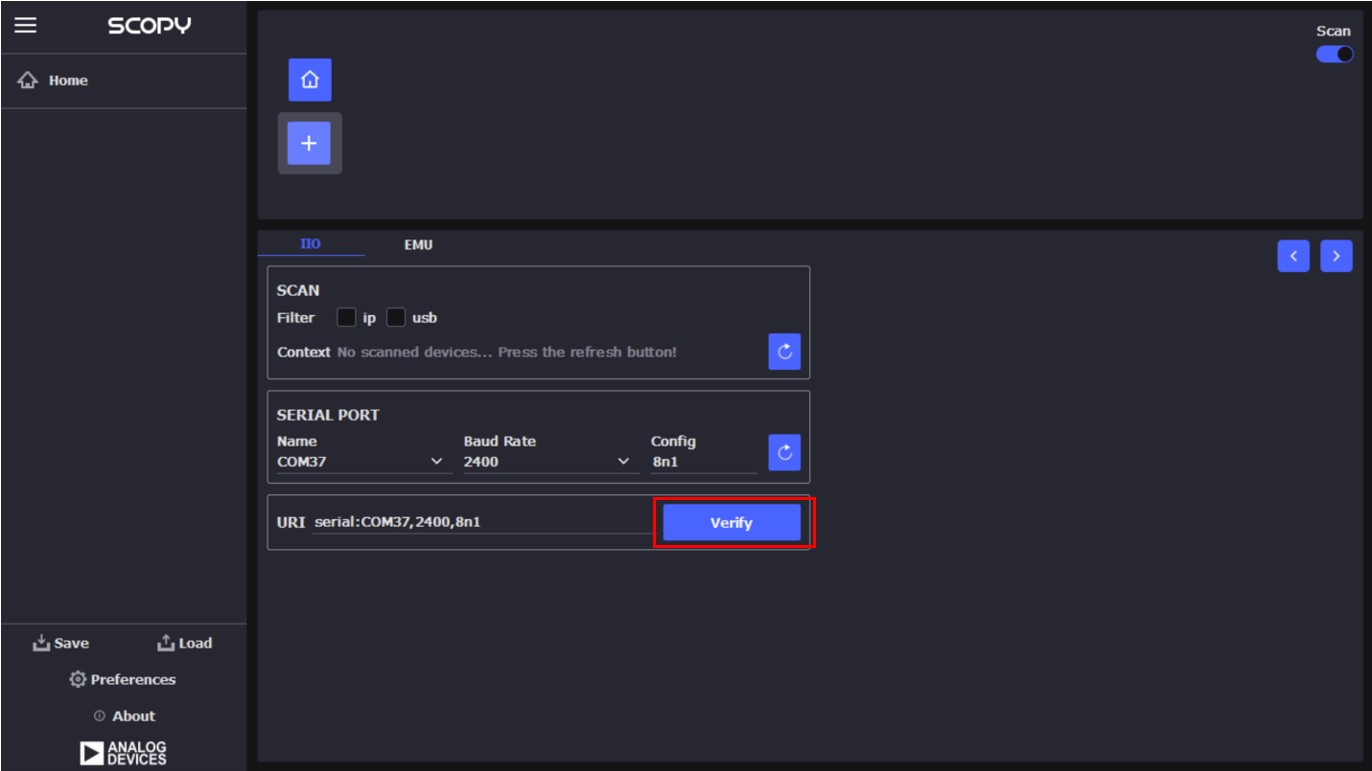 SCOPY
Scan
Home
IIO
EMU
SCAN
Filter ip usb
Context No scanned devices... Press the refresh button!
SERIAL PORT
Name Baud Rate Config
COM37 2400 8n1
URI serial:COM37,2400,8n1 Verify
Save Load
Preferences
About
ANALOG
DEVICES